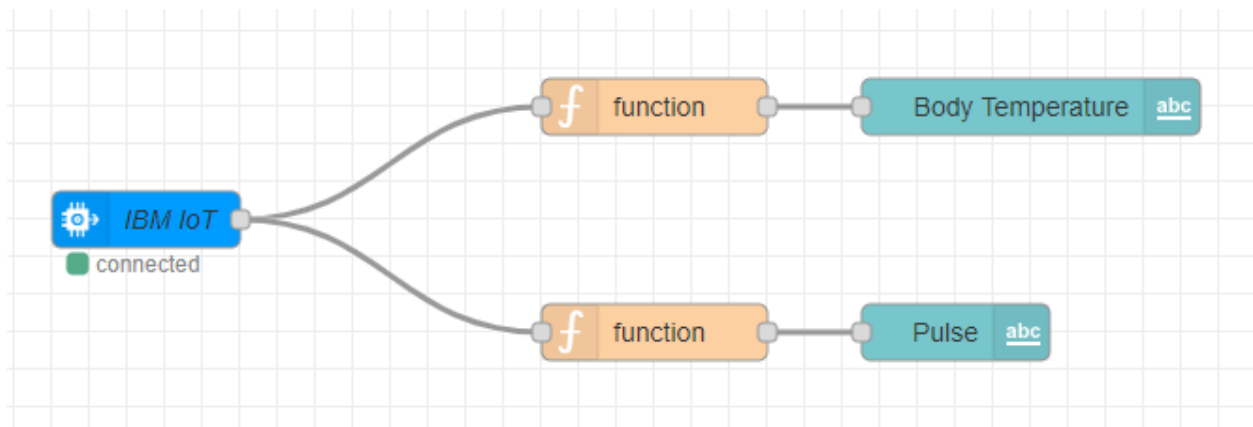 function
Body Temperature
abc
IBM IoT
connected
function
Pulse
abc